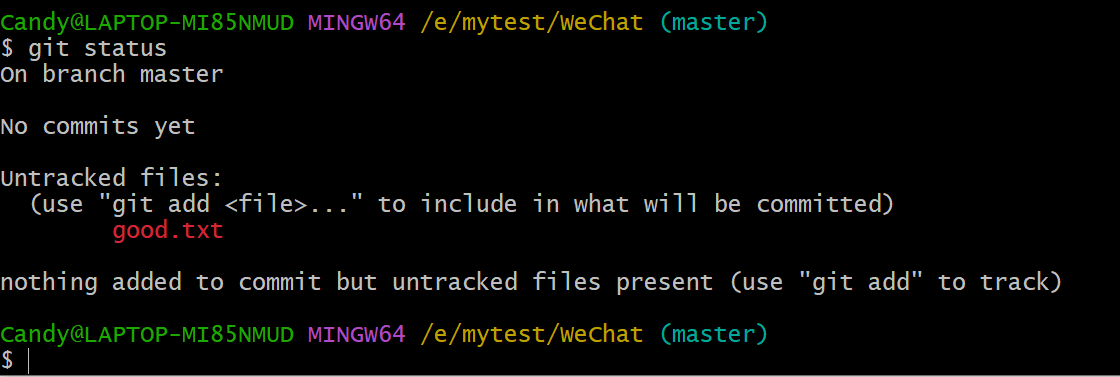 Candy@LAPTOP-MI85NMUD MINGW64 /e/mytest/WeChat (master)
$ git status
On branch master
No commits yet
Untracked files:
  (use "git add <file>..." to include in what will be committed)
        good.txt
nothing added to commit but untracked files present (use "git add" to track)
Candy@LAPTOP-MI85NMUD MINGW64 /e/mytest/WeChat (master)
$